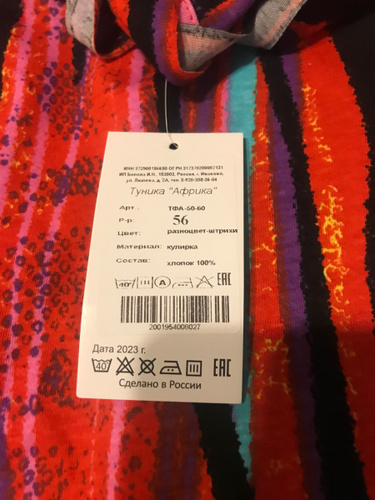 Туника "Африка"
Арт.: ТФА-50-60
Р-р: 56
Цвет: разноцвет-штрихи
Материал: кулирка
Состав: хлопок 100%
40 A EAC
2001954008027
Дата 2023 г.
40 EAC
Сделано в России